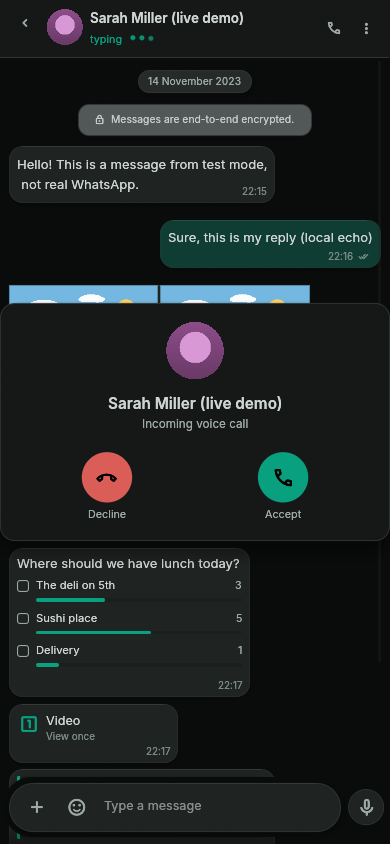 Sarah Miller (live demo)
typing
14 November 2023
Messages are end-to-end encrypted.
Hello! This is a message from test mode,
not real WhatsApp.
22:15
Sure, this is my reply (local echo)
22:16
Sarah Miller (live demo)
Incoming voice call
Decline
Accept
Where should we have lunch today?
The deli on 5th
3
Sushi place
5
Delivery
1
22:17
1
Video
View once
22:17
Type a message